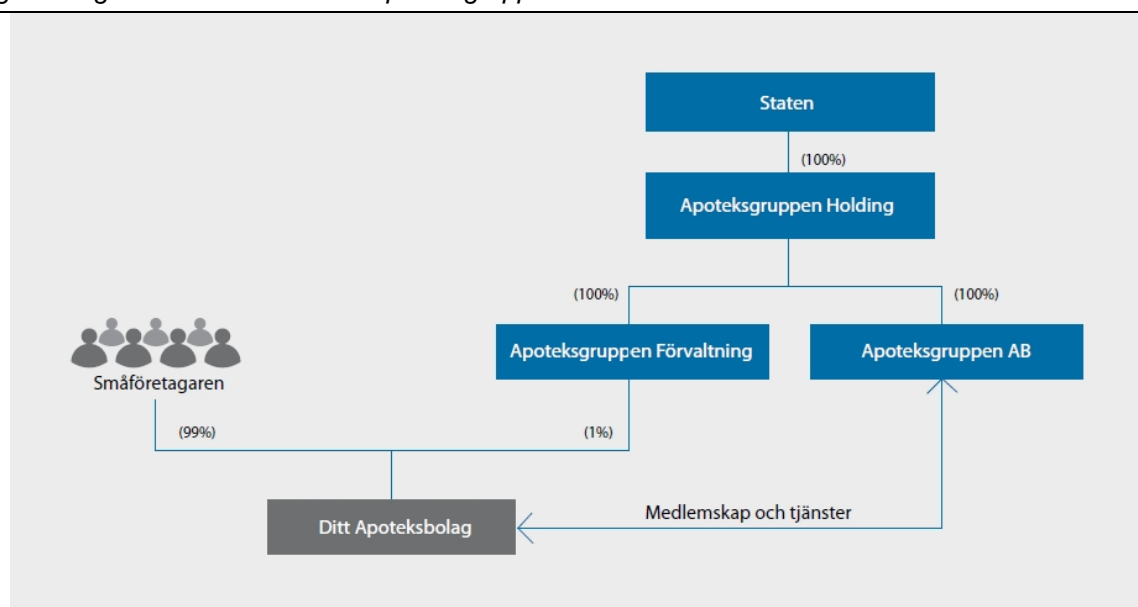 Staten
(100%)
Apoteksgruppen Holding
(100%)
(100%)
Apoteksgruppen Förvaltning
Apoteksgruppen AB
Småföretagaren
(99%)
(1%)
Medlemskap och tjänster
Ditt Apoteksbolag